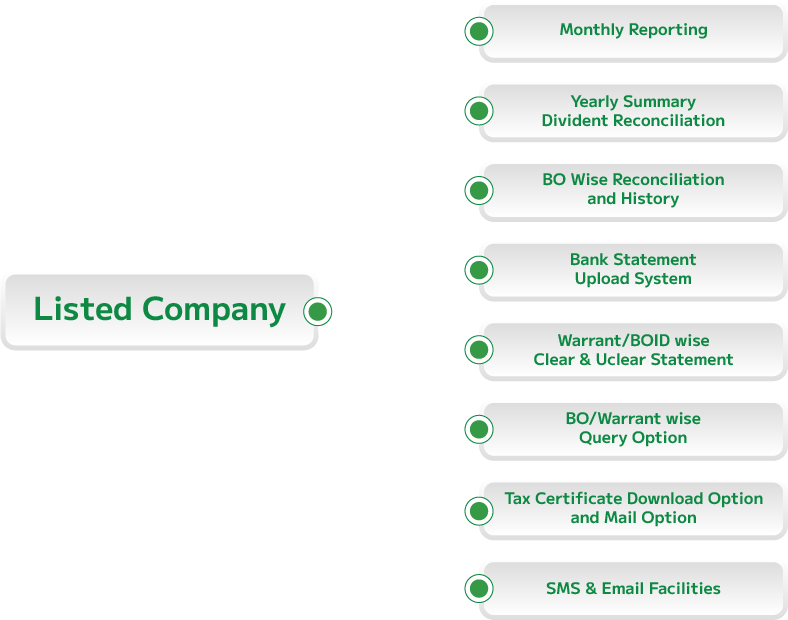 Monthly Reporting
Yearly Summary
Divident Reconciliation
BO Wise Reconciliation
and History
Bank Statement
Upload System
Listed Company
Warrant/BOID wise
Clear & Uclear Statement
BO/Warrant wise
Query Option
Tax Certificate Download Option
and Mail Option
SMS & Email Facilities